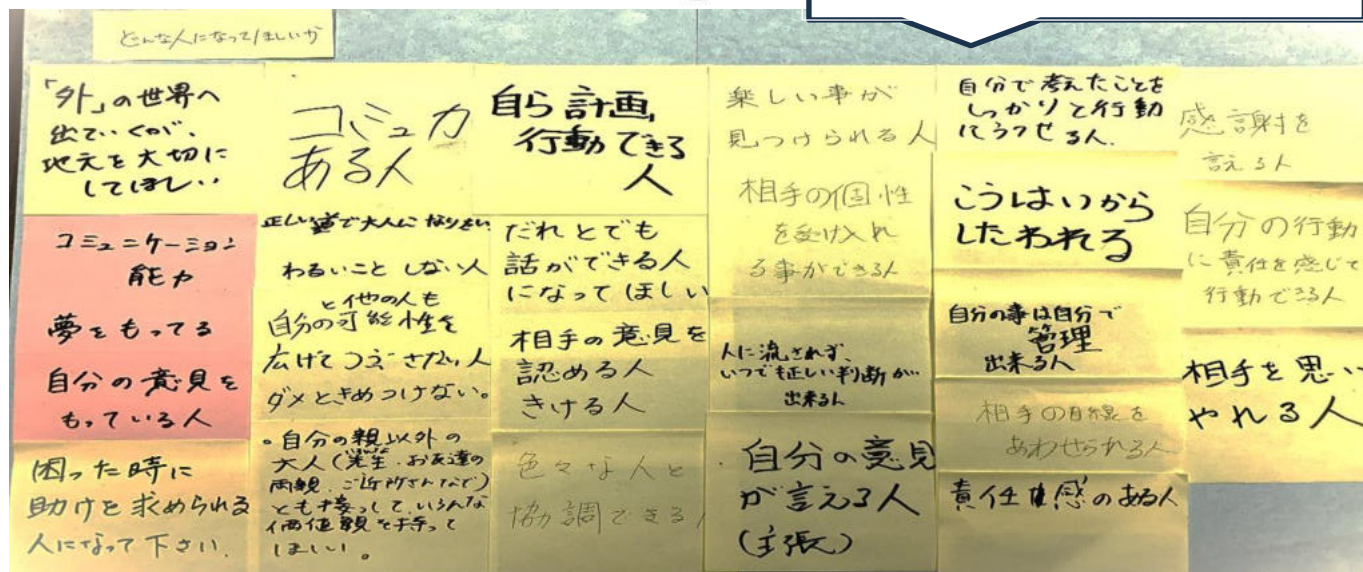 どんな人になってほしいか
「外」の世界へ
出ていくが、
地元を大切に
してほしい
コミュニケーション
能力
夢をもってる
自分の意見を
もっている人
困った時に
助けを求められる
人になって下さい。
コミュ力
ある人
正しい道で大人になりなさい
わるいことしない人
と他の人も
自分の可能性を
広げてつぶさない人
ダメときめつけない。
・自分の親以外の
大人(先生・お友達の
両親、ご近所さんなど)
とも接して、いろんな
価値観を持って
ほしい。
自ら計画,
行動できる
人
だれとでも
話ができる人
になってほしい
相手の意見を
認める人
きける人
色々な人と
協調できる人
楽しい事が
見つけられる人
相手の個性
を受け入れ
る事ができる人
人に流されず、
いつでも正しい判断が
出来る人
・自分の意見
が言える人
(主張)
自分で考えたことを
しっかりと行動
にうつせる人.
こうはいから
したわれる
自分の事は自分で
管理
出来る人
相手の目線を
あわせられる人
責任感のある人
感謝を
言える人
自分の行動
に責任を感じて
行動できる人
相手を思い
やれる人